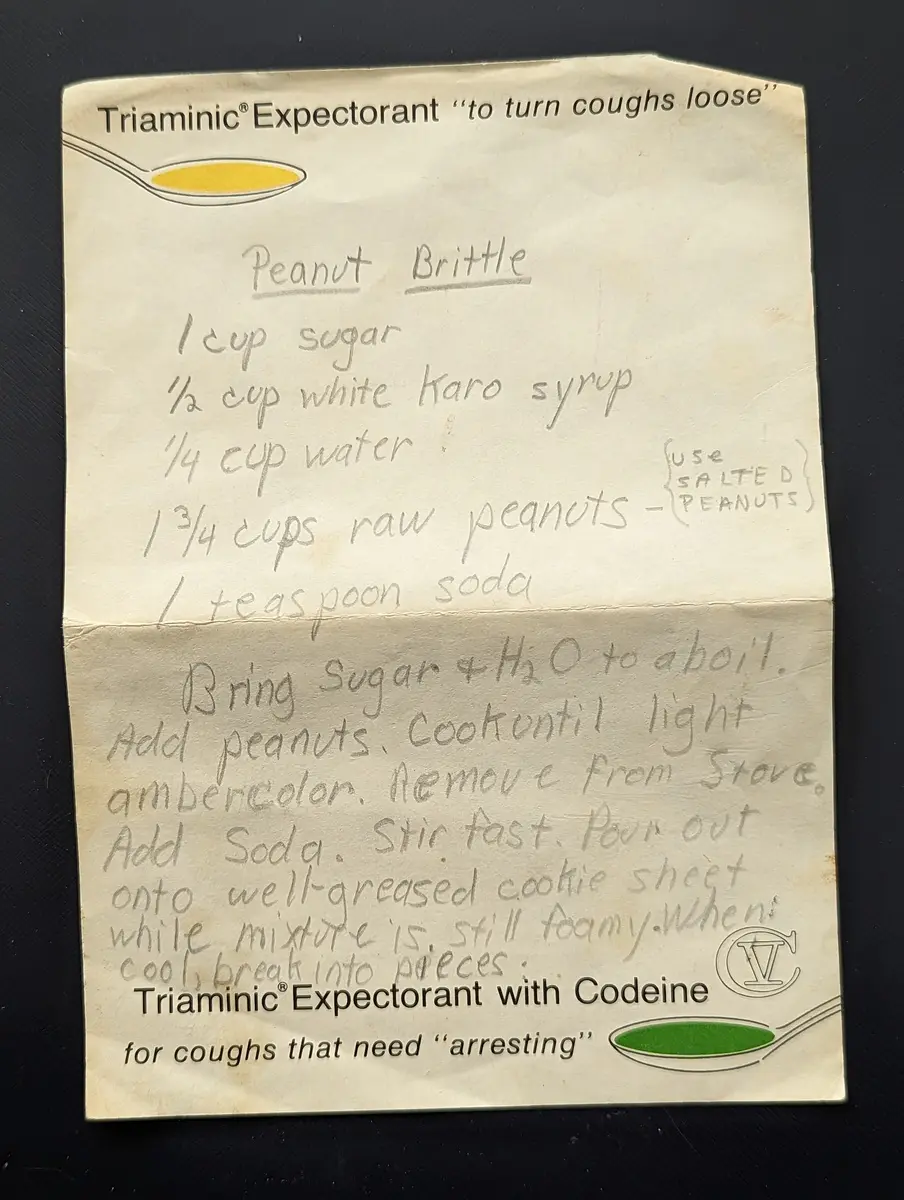 Triaminic® Expectorant "to turn coughs loose"
Peanut Brittle
1 cup sugar
1/2 cup white Karo syrup
1/4 cup water
1 3/4 cups raw peanuts – {USE SALTED PEANUTS}
1 teaspoon soda
Bring Sugar & H2O to a boil.
Add peanuts. Cook until light
amber color. Remove from Stove.
Add Soda. Stir fast. Pour out
onto well-greased cookie sheet
while mixture is still foamy. When
cool, break into pieces.
CV
Triaminic® Expectorant with Codeine
for coughs that need "arresting"